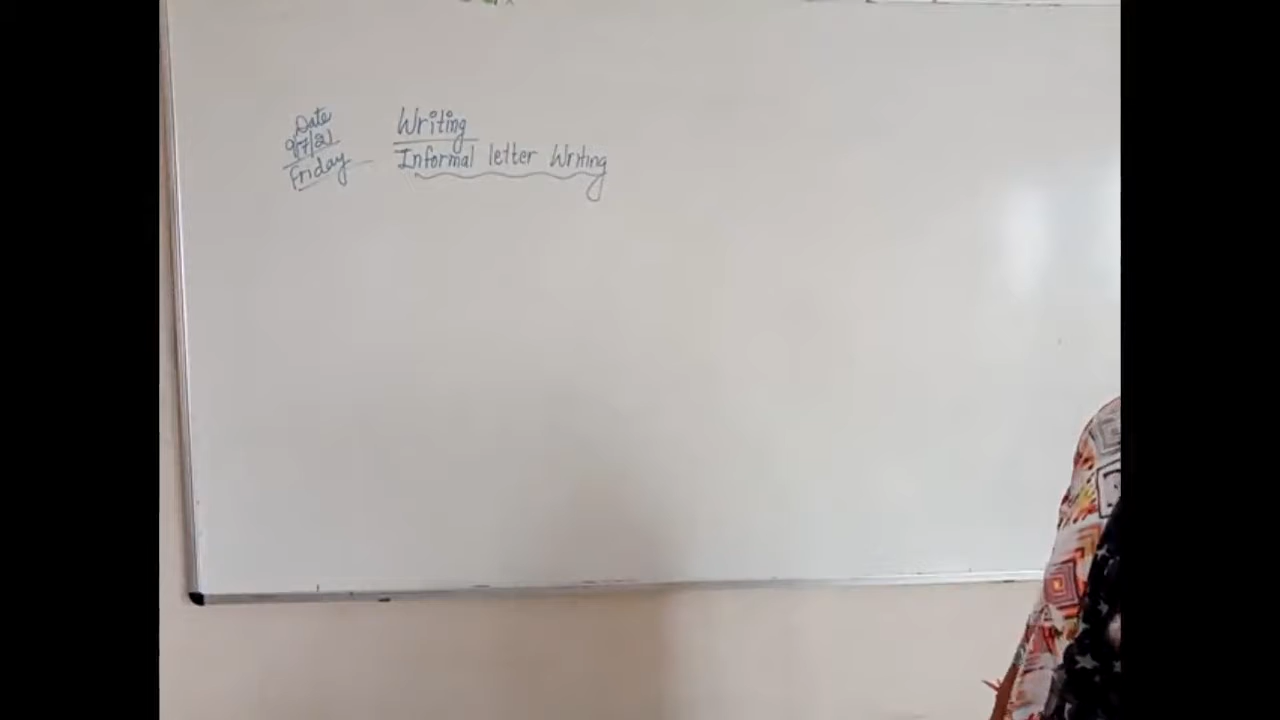 Date
9/7/21
Friday
Writing
Informal letter Writing